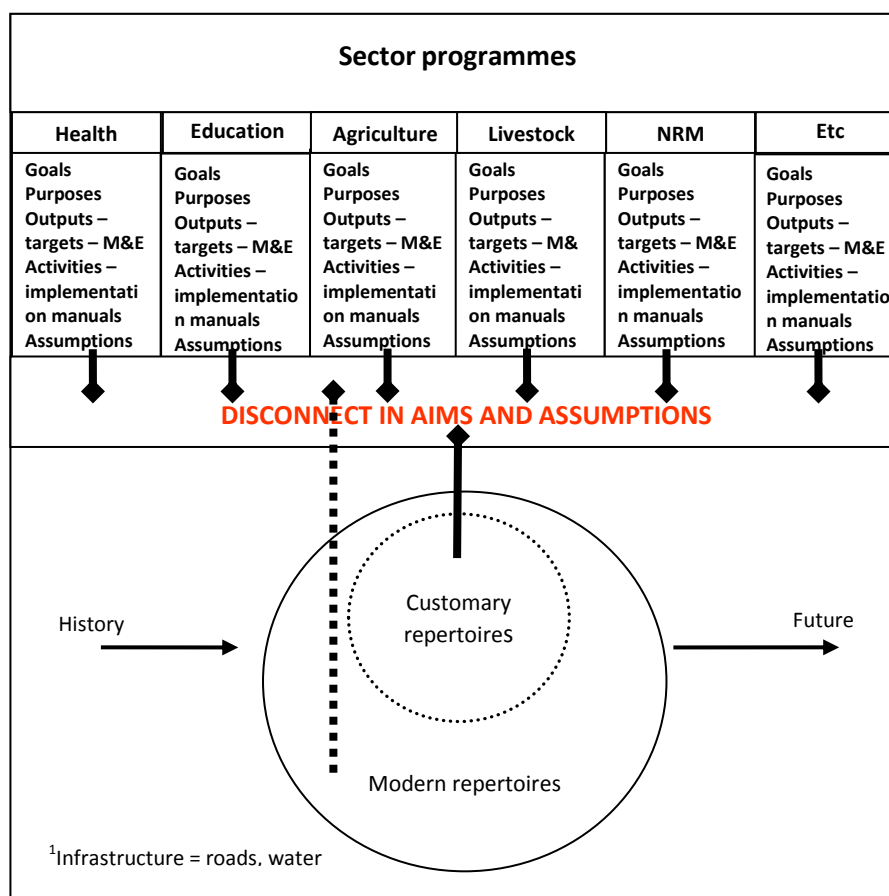 Sector programmes
Health
Education
Agriculture
Livestock
NRM
Etc
Goals
Purposes
Outputs –
targets – M&E
Activities –
implementati
on manuals
Assumptions
Goals
Purposes
Outputs –
targets – M&E
Activities –
implementatio
n manuals
Assumptions
Goals
Purposes
Outputs –
targets – M&E
Activities –
implementati
on manuals
Assumptions
Goals
Purposes
Outputs –
targets – M&
Activities –
implementati
on manuals
Assumptions
Goals
Purposes
Outputs –
targets – M&E
Activities –
implementatio
n manuals
Assumptions
Goals
Purposes
Outputs –
targets – M&E
Activities –
implementatio
n manuals
Assumptions
DISCONNECT IN AIMS AND ASSUMPTIONS
Customary
repertoires
History
Future
Modern repertoires
1Infrastructure = roads, water